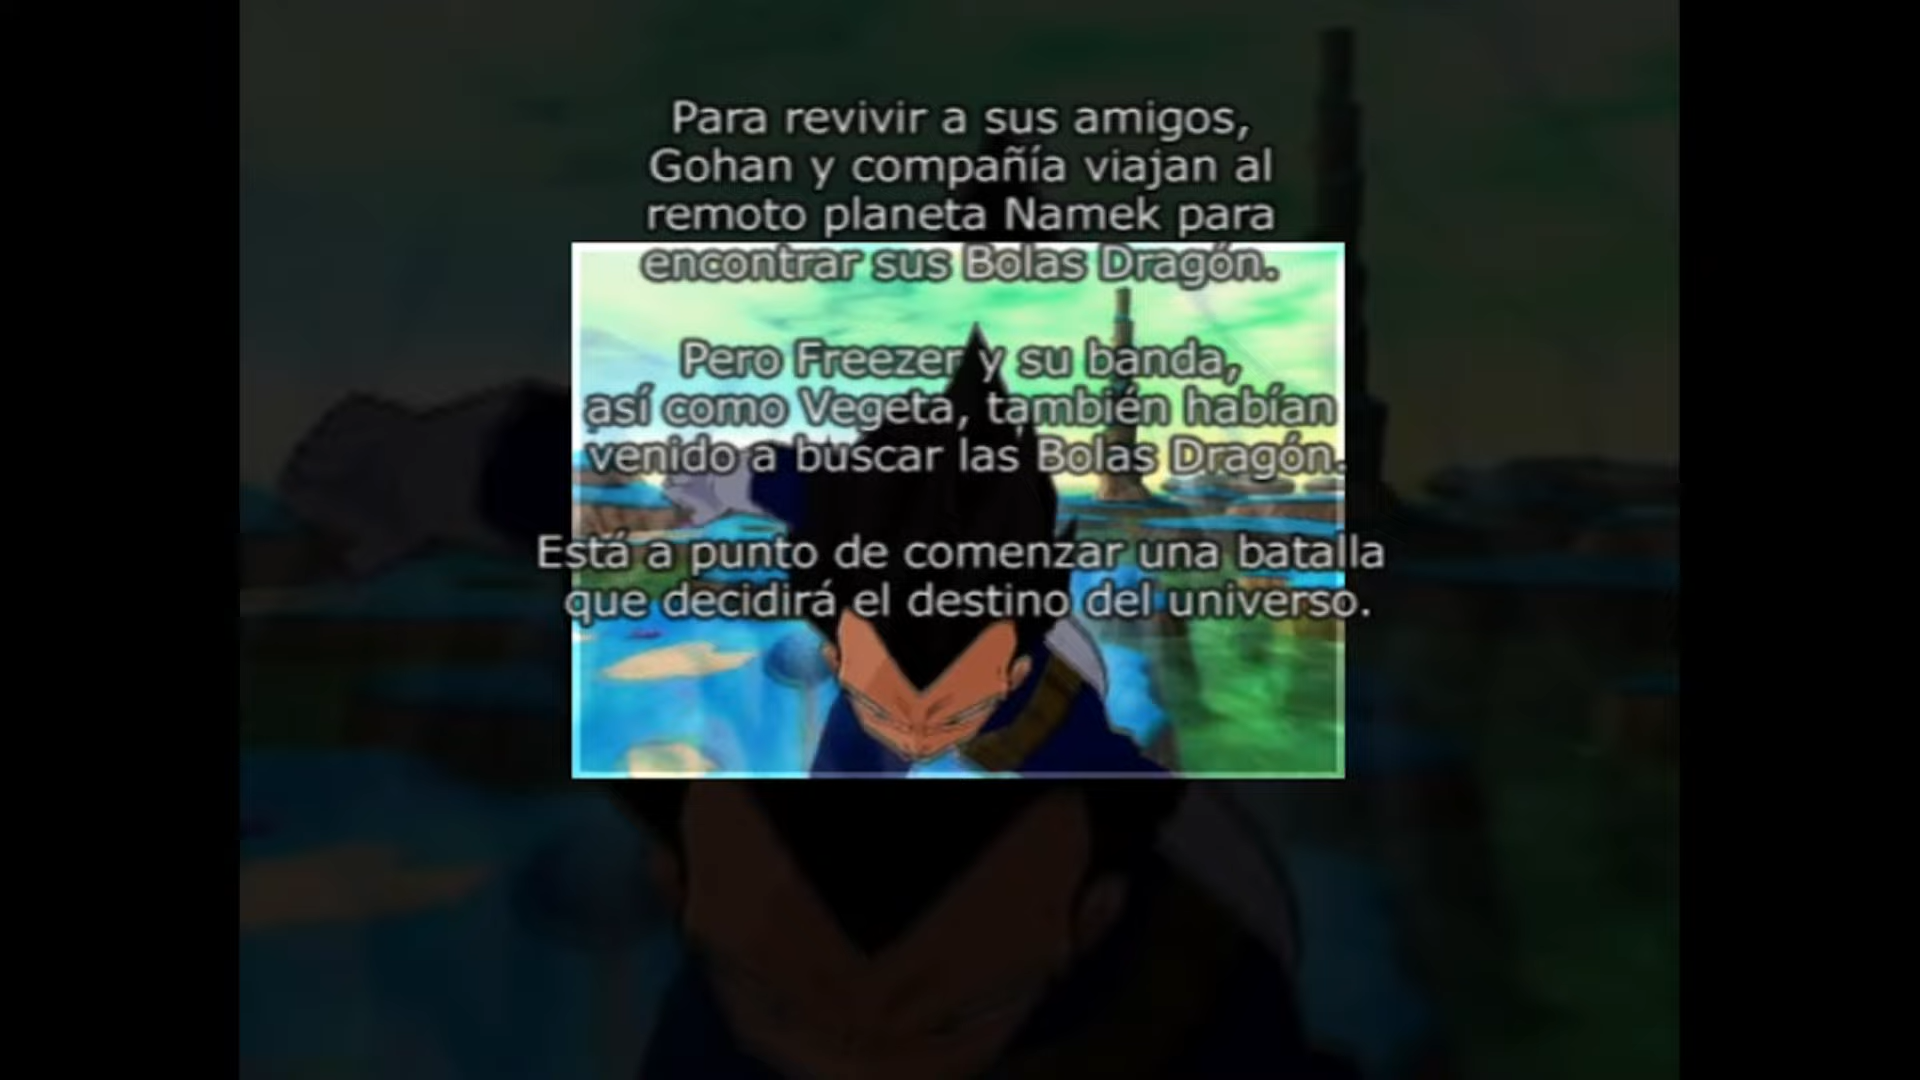 Para revivir a sus amigos,
Gohan y compañía viajan al
remoto planeta Namek para
encontrar sus Bolas Dragón.
Pero Freezer y su banda,
así como Vegeta, también habían
venido a buscar las Bolas Dragón.
Está a punto de comenzar una batalla
que decidirá el destino del universo.